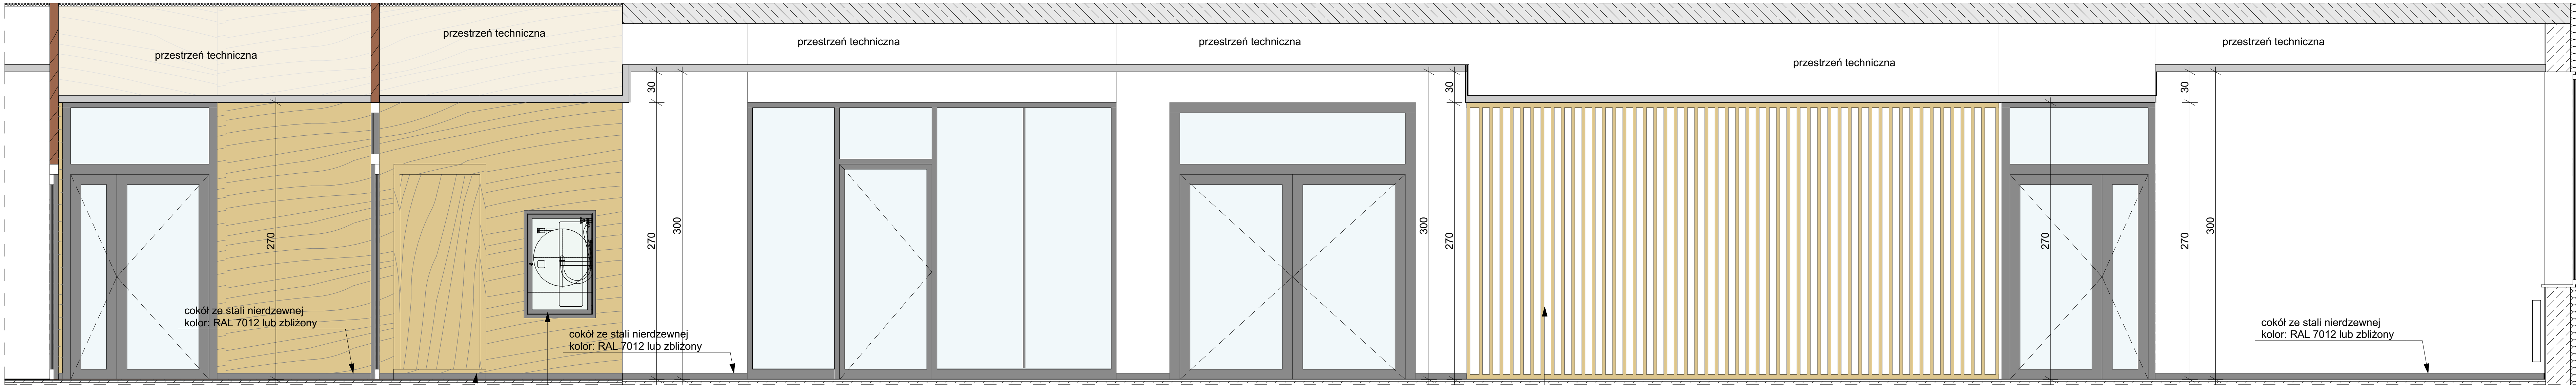 przestrzeń techniczna
przestrzeń techniczna
przestrzeń techniczna
przestrzeń techniczna
przestrzeń techniczna
przestrzeń techniczna
30
30
30
270
270
300
300
270
270
270
300
cokół ze stali nierdzewnej
kolor: RAL 7012 lub zbliżony
cokół ze stali nierdzewnej
kolor: RAL 7012 lub zbliżony
cokół ze stali nierdzewnej
kolor: RAL 7012 lub zbliżony